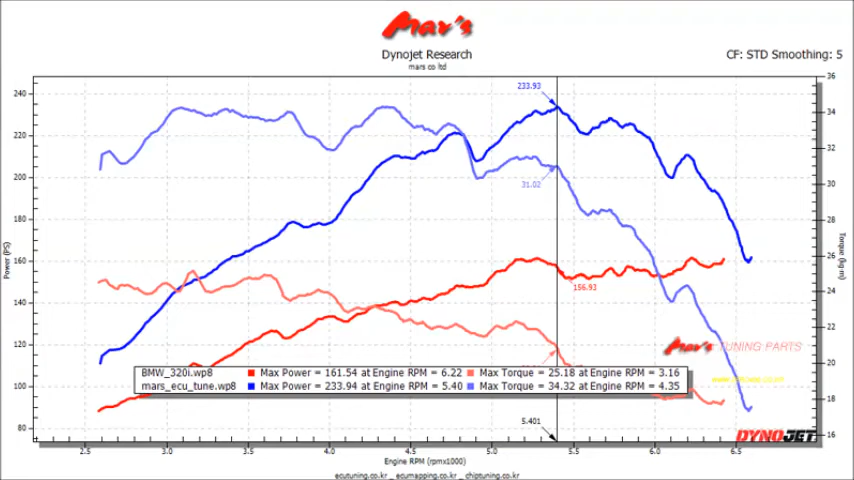 Mar's
Dynojet Research
mars co ltd
CF: STD Smoothing: 5
240
220
200
180
160
140
120
100
80
Power (PS)
36
34
32
30
28
26
24
22
20
18
16
Torque (kg·m)
233.93
31.02
156.93
Mar's TUNING PARTS
BMW_320i.wp8 Max Power = 161.54 at Engine RPM = 6.22 Max Torque = 25.18 at Engine RPM = 3.16
mars_ecu_tune.wp8 Max Power = 233.94 at Engine RPM = 5.40 Max Torque = 34.32 at Engine RPM = 4.35
5.401
DYNOJET
2.5 3.0 3.5 4.0 4.5 5.0 5.5 6.0 6.5
Engine RPM (rpmx1000)
ecutuning.co.kr _ ecumapping.co.kr _ chiptuning.co.kr